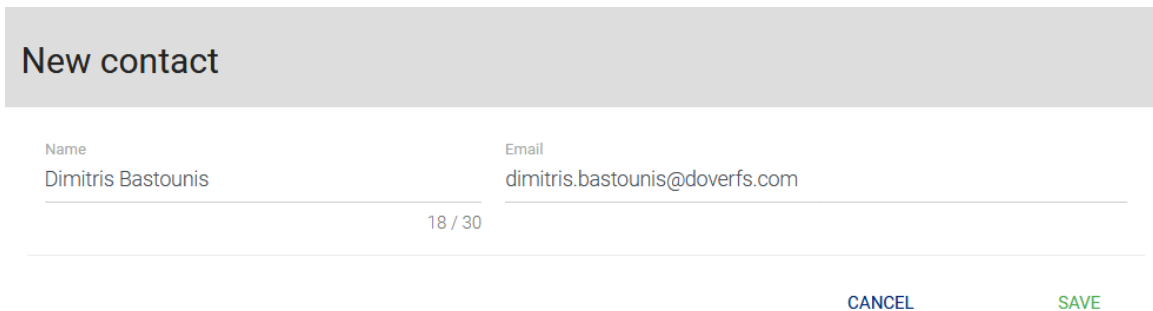 New contact
Name
Dimitris Bastounis
18 / 30
Email
dimitris.bastounis@doverfs.com
CANCEL
SAVE